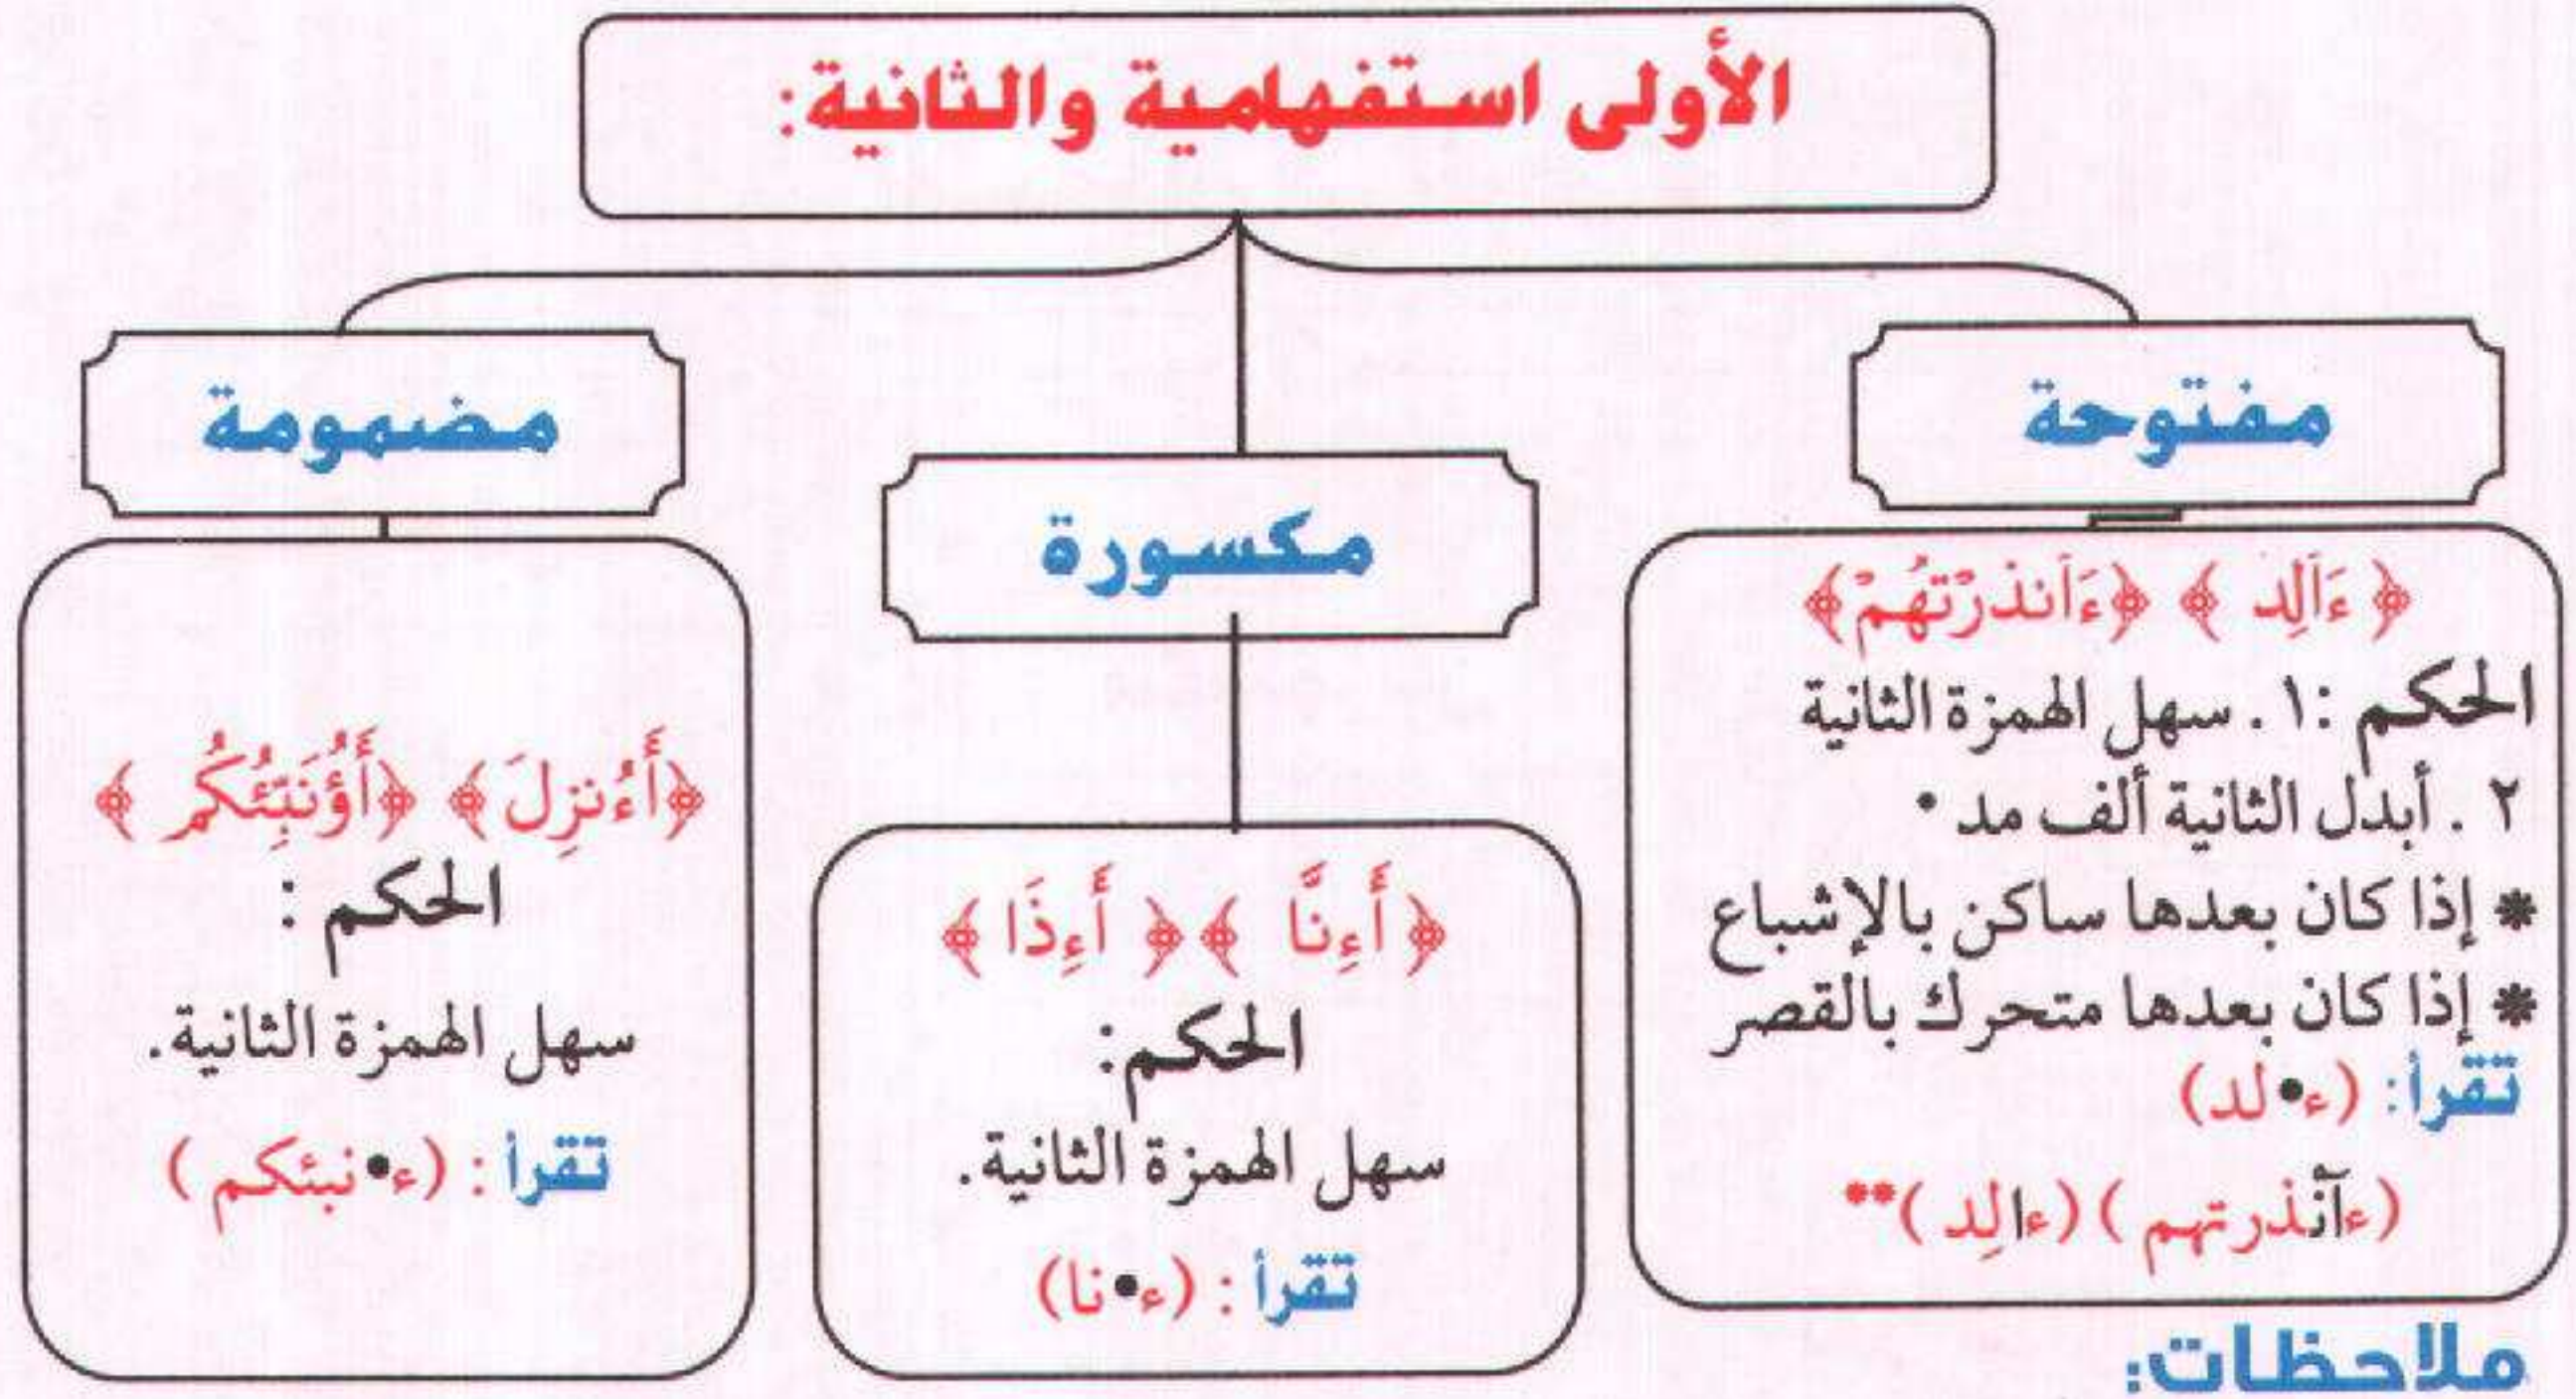 الأولى استفهامية والثانية:
مفتوحة
﴿ ءَأَلِد ﴾ ﴿ءَأَنذَرْتَهُمْ﴾
الحكم :١ . سهل الهمزة الثانية
٢ . أبدل الثانية ألف مد •
* إذا كان بعدها ساكن بالإشباع
* إذا كان بعدها متحرك بالقصر
تقرأ: (ء•لد)
(ءآنْذرتهم ) (ءالِد )**
مكسورة
﴿ أَءِنَّا ﴾﴿ أَءِذَا ﴾
الحكم:
سهل الهمزة الثانية.
تقرأ : (ء•نا)
مضمومة
﴿أَءُنزِلَ﴾ ﴿أَؤُنَبِّئُكُم ﴾
الحكم :
سهل الهمزة الثانية.
تقرأ : (ء•نبئكم )
ملاحظات: